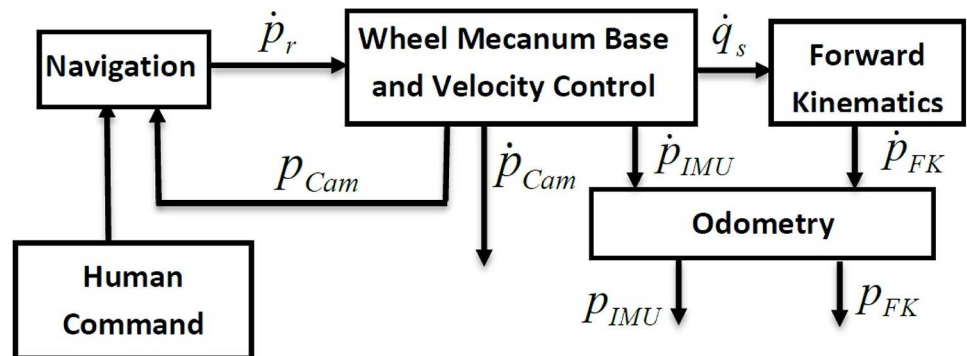 ṗ_r
Wheel Mecanum Base
and Velocity Control
q̇_s
Navigation
Forward
Kinematics
p_Cam
ṗ_Cam
ṗ_IMU
ṗ_FK
Odometry
Human
Command
p_IMU
p_FK